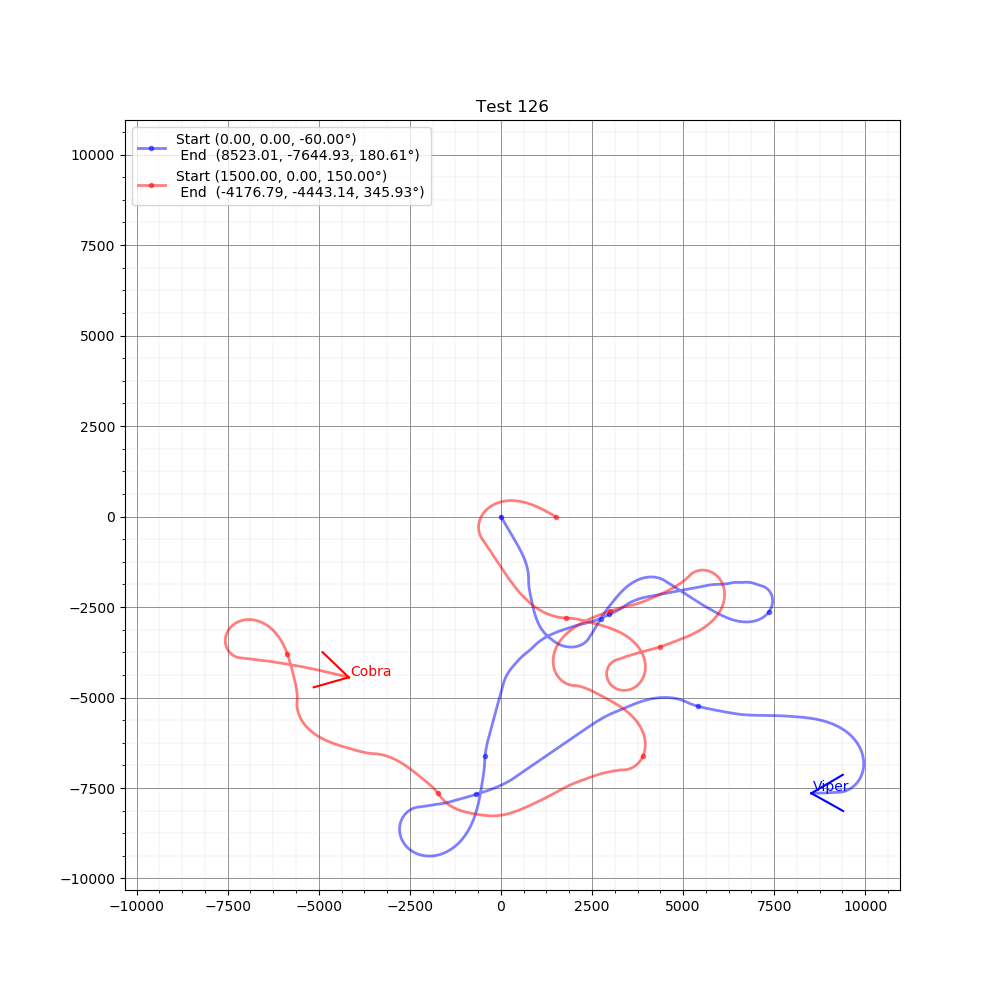 Test 126
Start (0.00, 0.00, -60.00°)
End  (8523.01, -7644.93, 180.61°)
Start (1500.00, 0.00, 150.00°)
End  (-4176.79, -4443.14, 345.93°)
10000
7500
5000
2500
0
−2500
−5000
−7500
−10000
Cobra
Viper
−10000 −7500 −5000 −2500 0 2500 5000 7500 10000